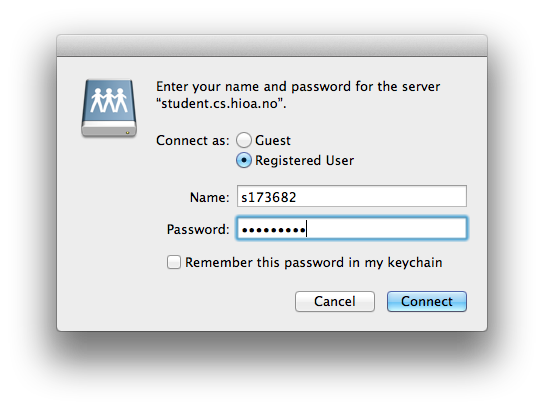 Enter your name and password for the server
“student.cs.hioa.no”.
Connect as: Guest
Registered User
Name: s173682
Password: •••••••••
Remember this password in my keychain
Cancel Connect